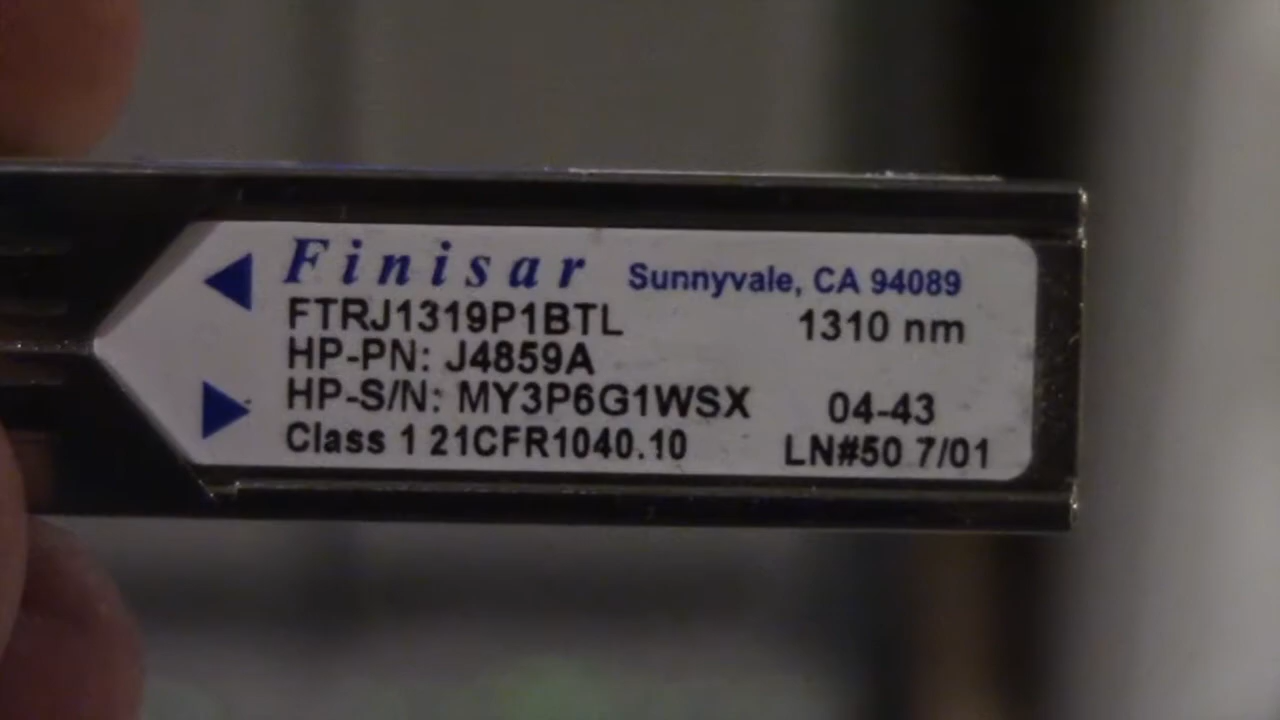 Finisar Sunnyvale, CA 94089
FTRJ1319P1BTL 1310 nm
HP-PN: J4859A
HP-S/N: MY3P6G1WSX 04-43
Class 1 21CFR1040.10 LN#50 7/01